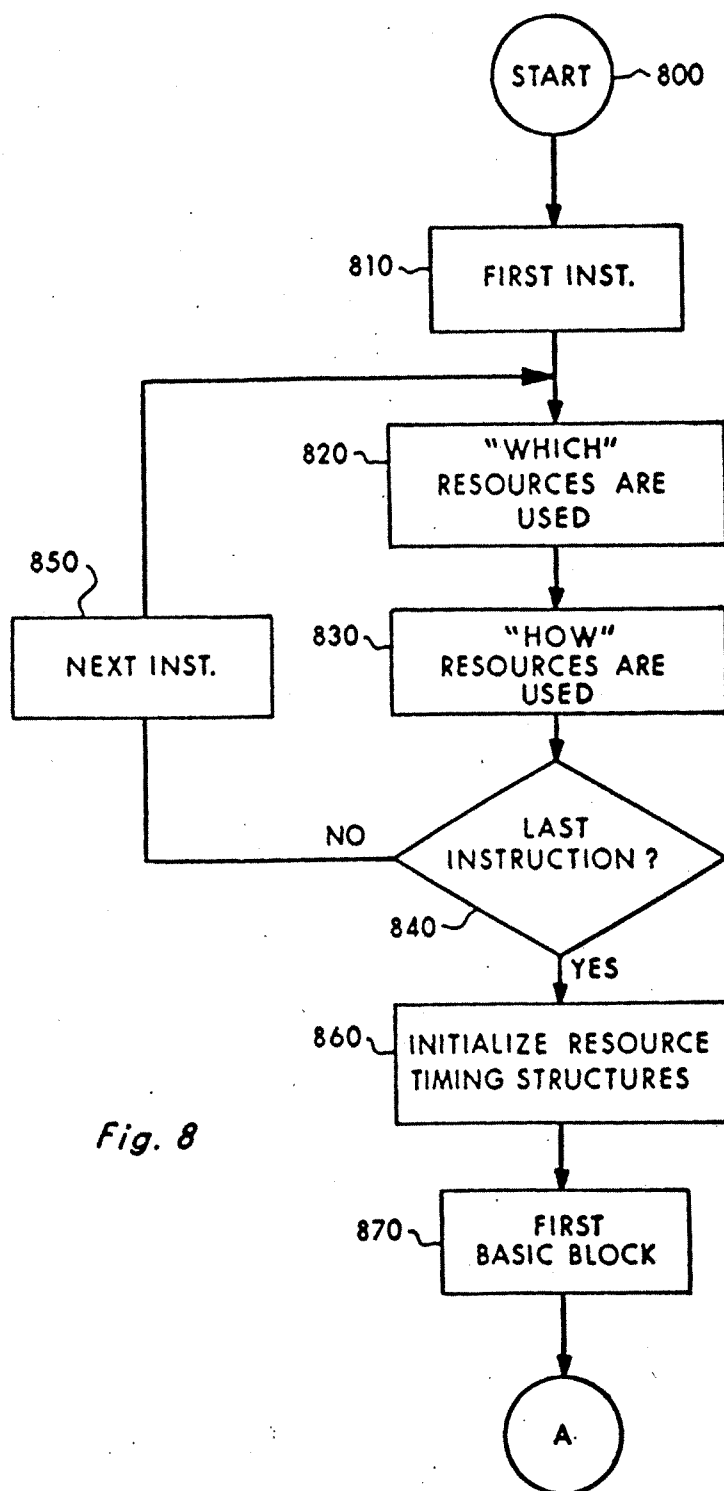 START
800
810
FIRST INST.
820
"WHICH"
RESOURCES ARE
USED
850
NEXT INST.
830
"HOW"
RESOURCES ARE
USED
NO
LAST
INSTRUCTION ?
840
YES
860
INITIALIZE RESOURCE
TIMING STRUCTURES
Fig. 8
870
FIRST
BASIC BLOCK
A